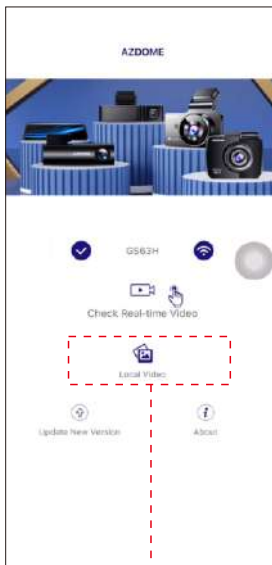 AZDOME
GS63H
Check Real-time Video
Local Video
Update New Version
About